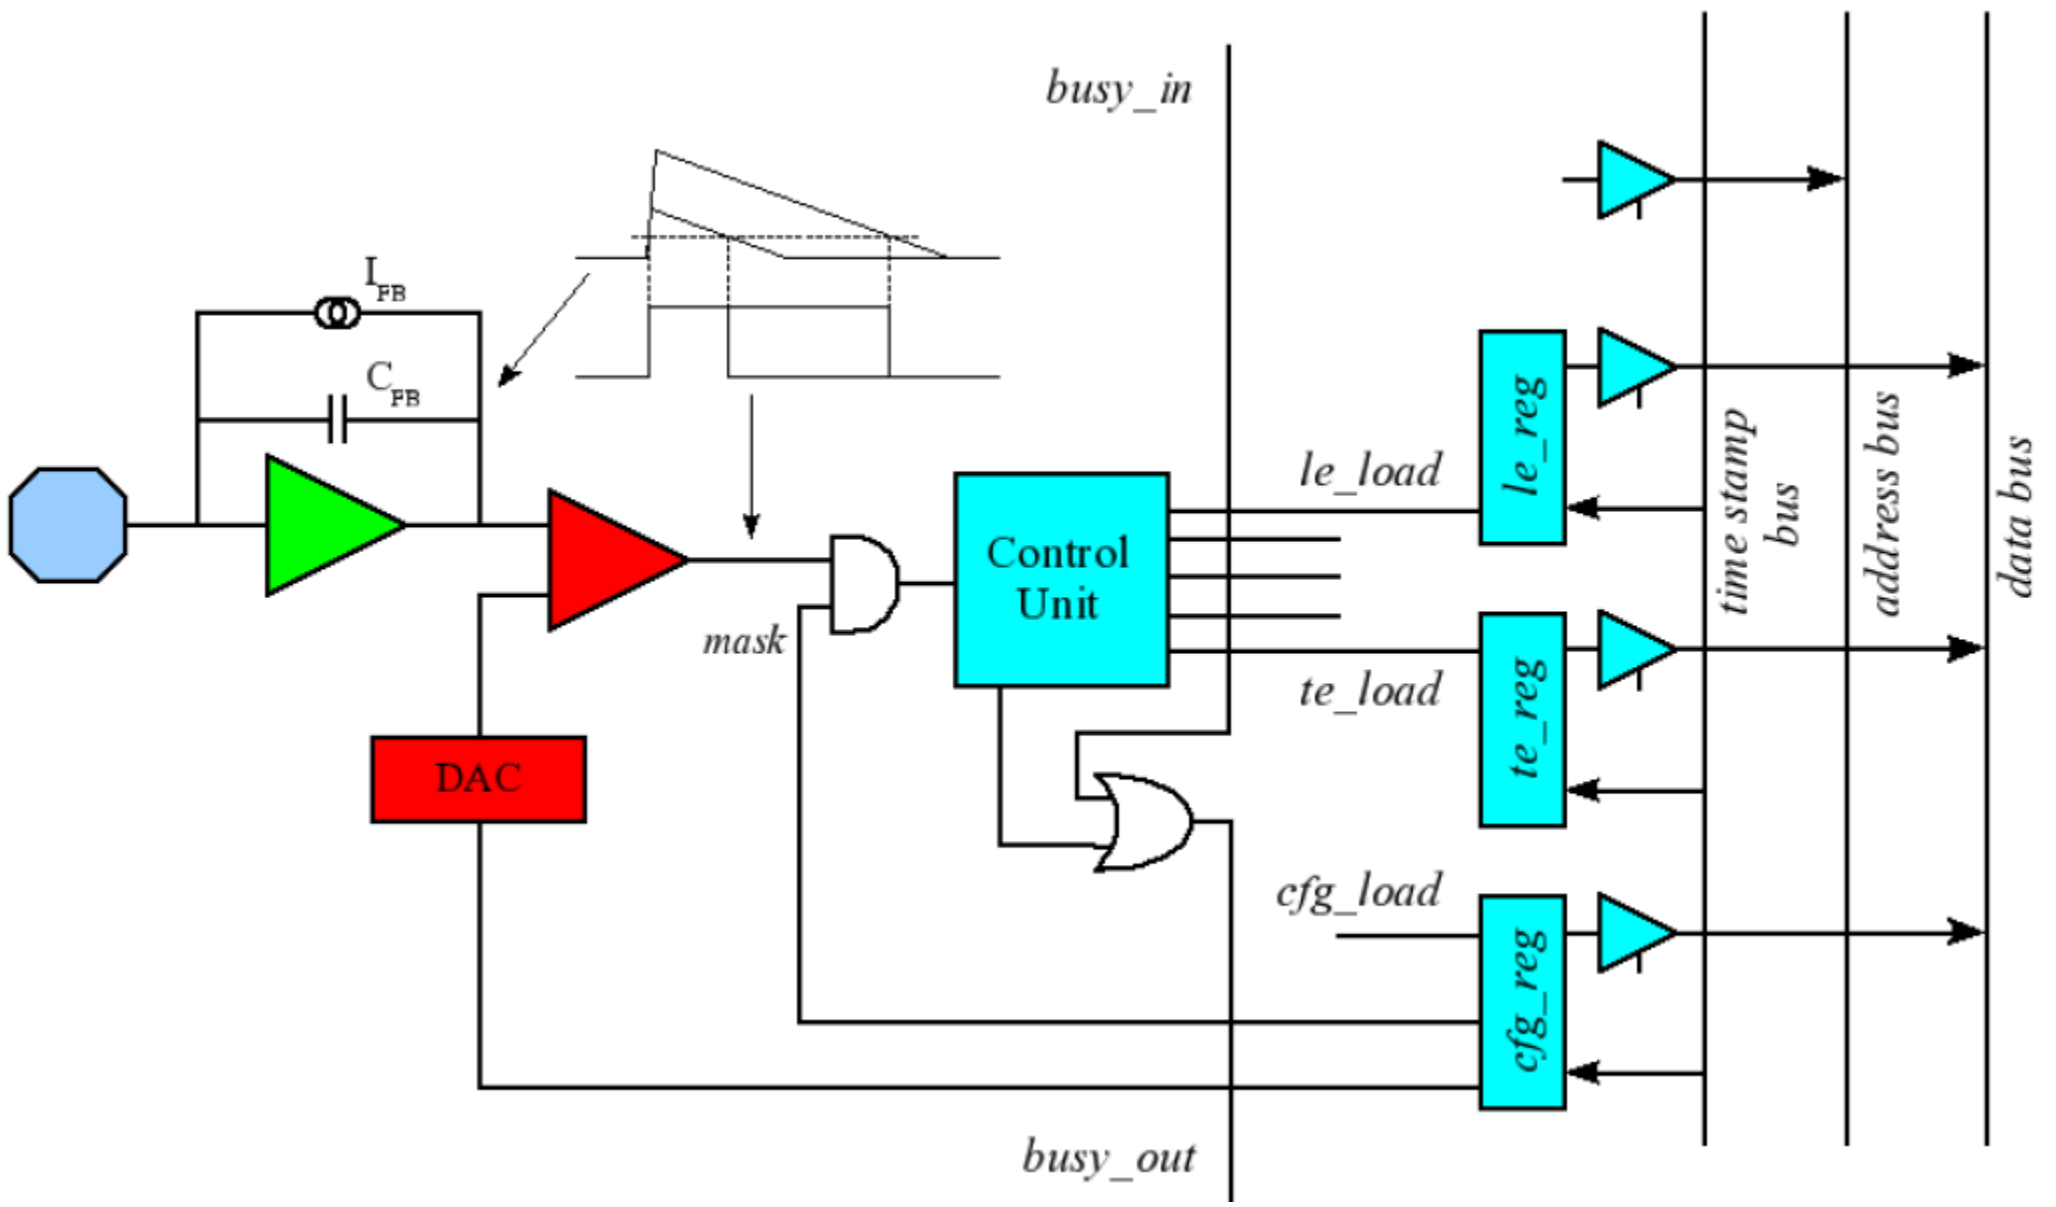 busy_in
I_FB
C_FB
le_load
le_reg
time stamp
bus
address bus
data bus
Control
Unit
mask
te_load
te_reg
DAC
cfg_load
cfg_reg
busy_out